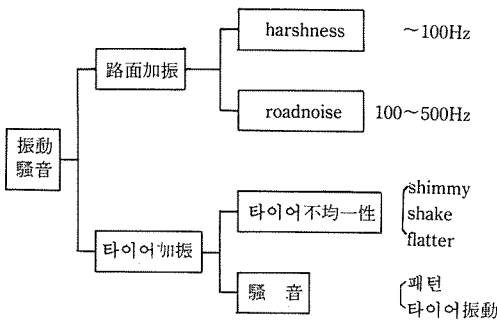 harshness ～100Hz
路面加振
roadnoise 100～500Hz
振動
騷音
타이어不均一性
shimmy
shake
flatter
타이어加振
騷 音
패턴
타이어振動